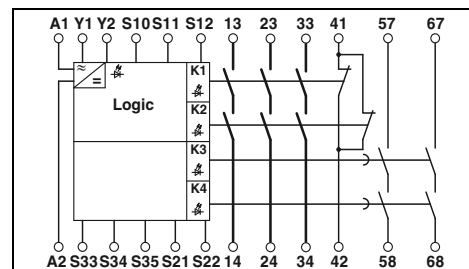 A1 Y1 Y2 S10 S11 S12 13 23 33 41 57 67
K1
Logic
K2
K3
K4
A2 S33 S34 S35 S21 S22 14 24 34 42 58 68